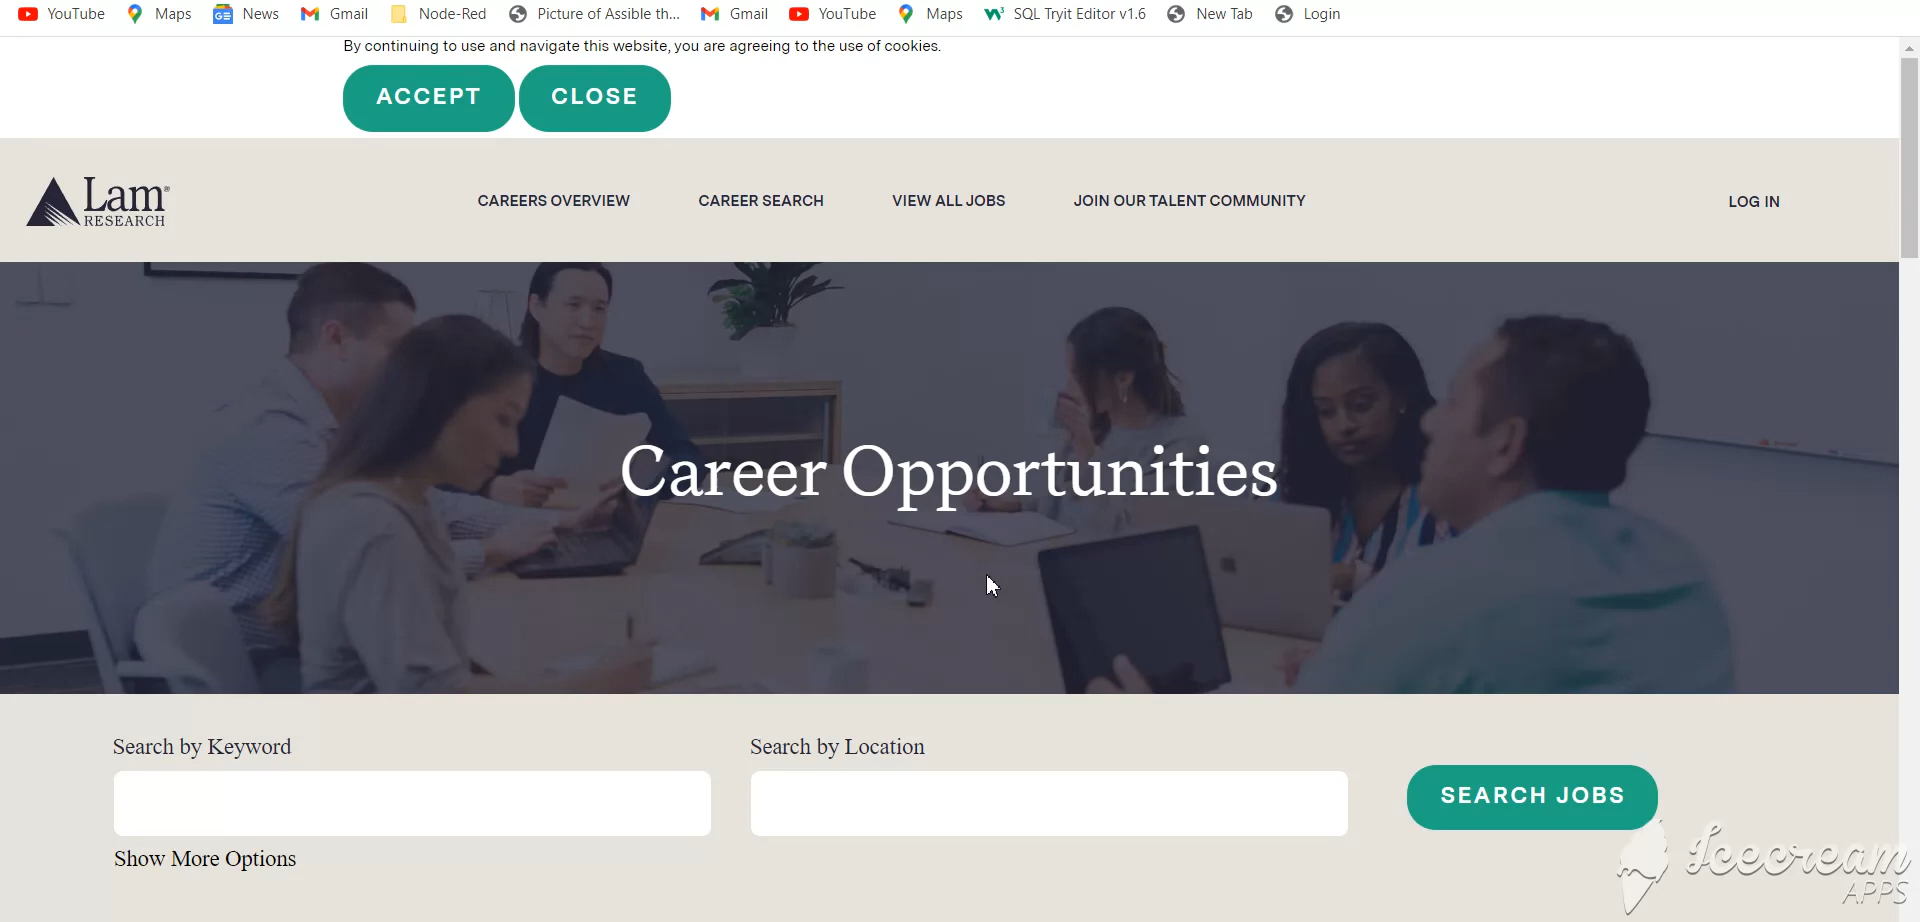 YouTube Maps News Gmail Node-Red Picture of Assible th... Gmail YouTube Maps SQL Tryit Editor v1.6 New Tab Login
By continuing to use and navigate this website, you are agreeing to the use of cookies.
ACCEPT CLOSE
Lam®
RESEARCH
CAREERS OVERVIEW CAREER SEARCH VIEW ALL JOBS JOIN OUR TALENT COMMUNITY LOG IN
Career Opportunities
Search by Keyword Search by Location
SEARCH JOBS
Show More Options
Icecream
APPS